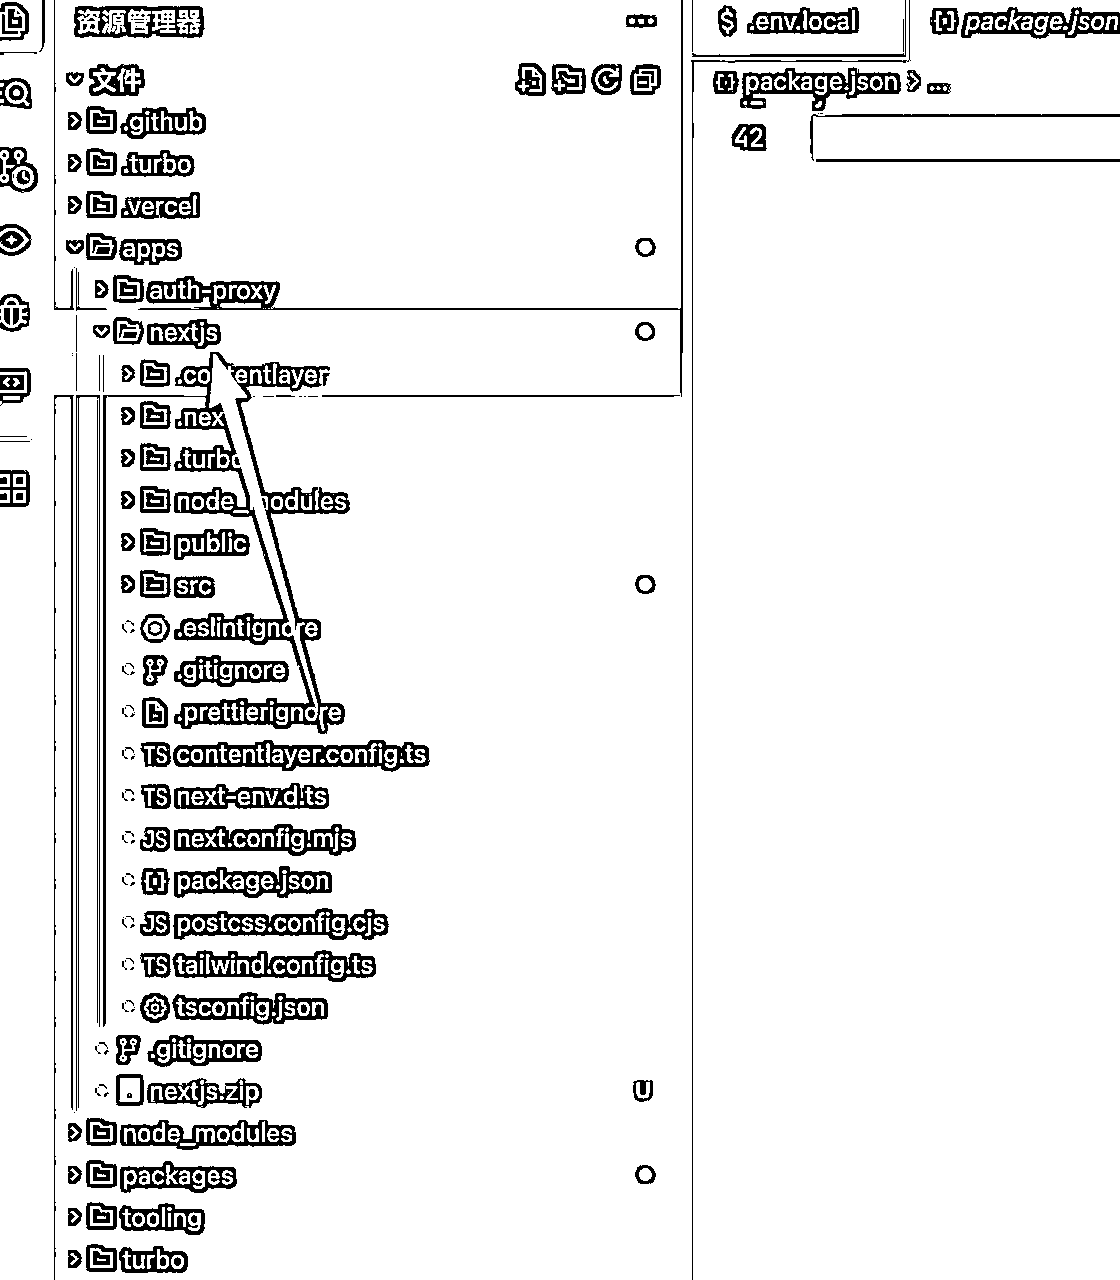 资源管理器
$ .env.local
package.json
文件
package.json > ...
42
.github
.turbo
.vercel
apps
auth-proxy
nextjs
.contentlayer
.next
.turbo
node_modules
public
src
.eslintignore
.gitignore
.prettierignore
TS contentlayer.config.ts
TS next-env.d.ts
JS next.config.mjs
package.json
JS postcss.config.cjs
TS tailwind.config.ts
tsconfig.json
.gitignore
nextjs.zip U
node_modules
packages
tooling
turbo